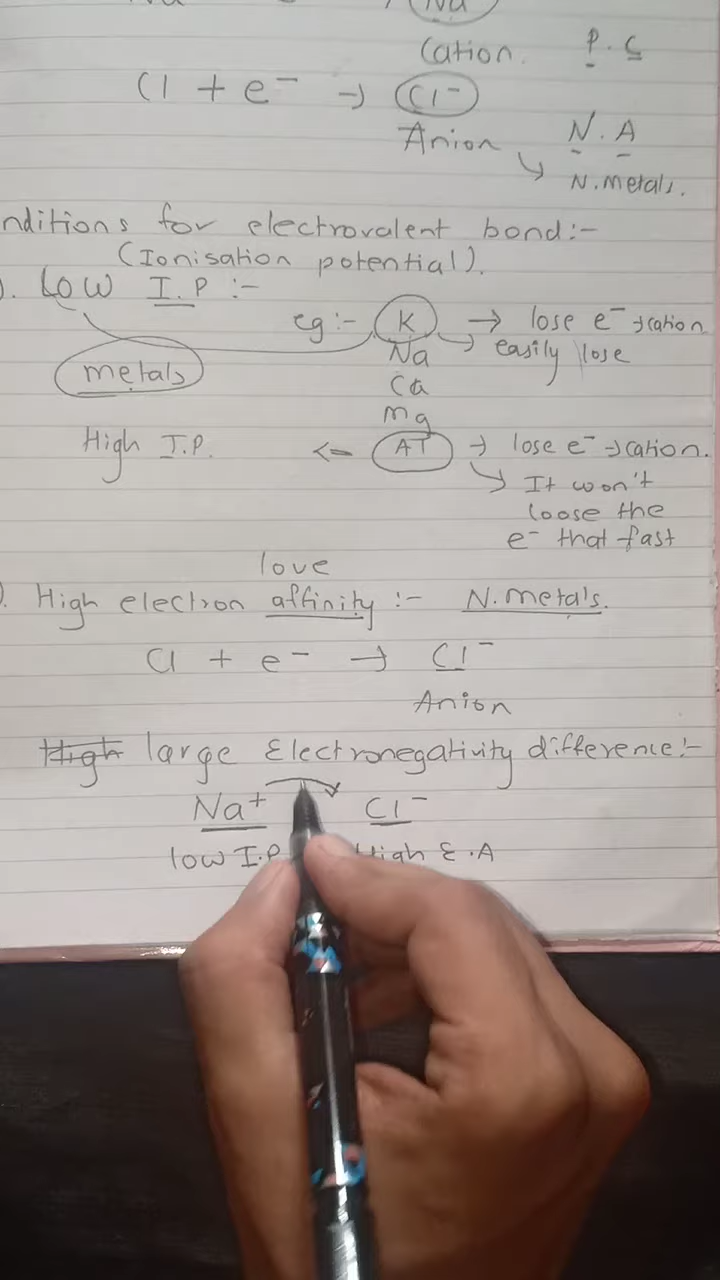 Na
Cation. P.C
Cl + e⁻ → Cl⁻
Anion N.A
N.metals.
nditions for electrovalent bond:-
(Ionisation potential).
). Low I.P :-
eg:- K → lose e⁻ → cation
Na easily lose
metals Ca
Mg
High I.P. <= Al → lose e⁻ → cation.
It won't
loose the
e⁻ that fast
love
). High electron affinity :- N.metals.
Cl + e⁻ → Cl⁻
Anion
High large Electronegativity difference:-
Na⁺ Cl⁻
low I.P High E.A